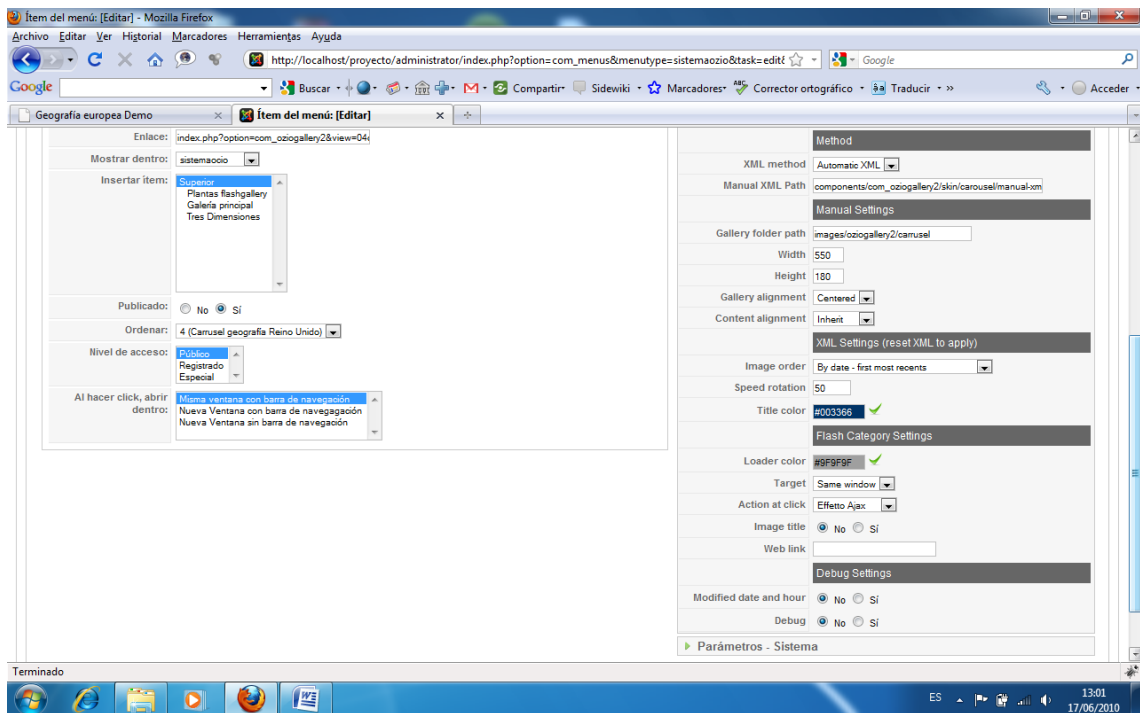 Ítem del menú: [Editar] - Mozilla Firefox
Archivo Editar Ver Historial Marcadores Herramientas Ayuda
http://localhost/proyecto/administrator/index.php?option=com_menus&menutype=sistemaozio&task=edit&
Google
Google
Buscar
Compartir
Sidewiki
Marcadores
Corrector ortográfico
Traducir
»
Acceder
Geografía europea Demo
Ítem del menú: [Editar]
Enlace: index.php?option=com_oziogallery2&view=04
Mostrar dentro: sistemaocio
Insertar ítem: Superior
Plantas flashgallery
Galería principal
Tres Dimensiones
Publicado: No Sí
Ordenar: 4 (Carrusel geografía Reino Unido)
Nivel de acceso: Público
Registrado
Especial
Al hacer click, abrir dentro: Misma ventana con barra de navegación
Nueva Ventana con barra de navegagación
Nueva Ventana sin barra de navegación
Method
XML method Automatic XML
Manual XML Path components/com_oziogallery2/skin/carousel/manual-xm
Manual Settings
Gallery folder path images/oziogallery2/carrusel
Width 550
Height 180
Gallery alignment Centered
Content alignment Inherit
XML Settings (reset XML to apply)
Image order By date - first most recents
Speed rotation 50
Title color #003366
Flash Category Settings
Loader color #9F9F9F
Target Same window
Action at click Effetto Ajax
Image title No Sí
Web link
Debug Settings
Modified date and hour No Sí
Debug No Sí
Parámetros - Sistema
Terminado
ES
13:01
17/06/2010